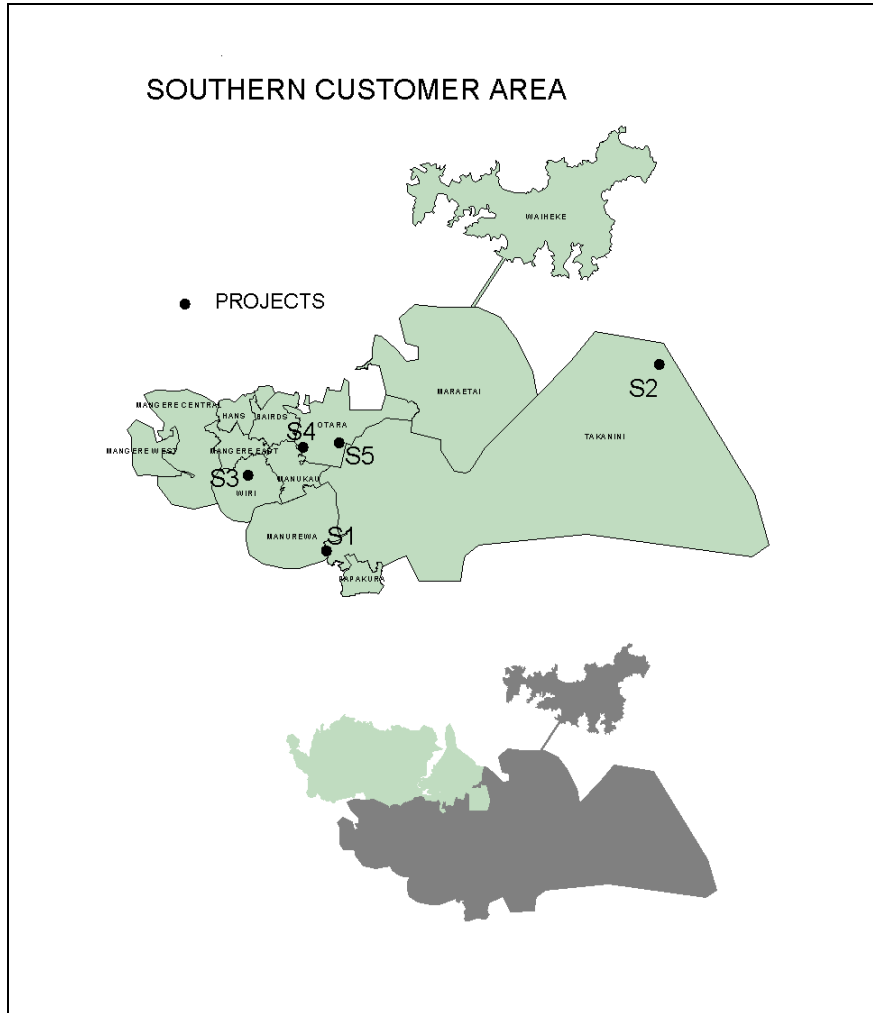 SOUTHERN CUSTOMER AREA
WAIHEKE
PROJECTS
S2
MARAETAI
MANGERE CENTRAL
HANS
BAIRDS
OTARA
S4
TAKANINI
MANGERE WEST
MANGERE EAST
S5
S3
MANUKAU
WIRI
S1
MANUREWA
PAPAKURA